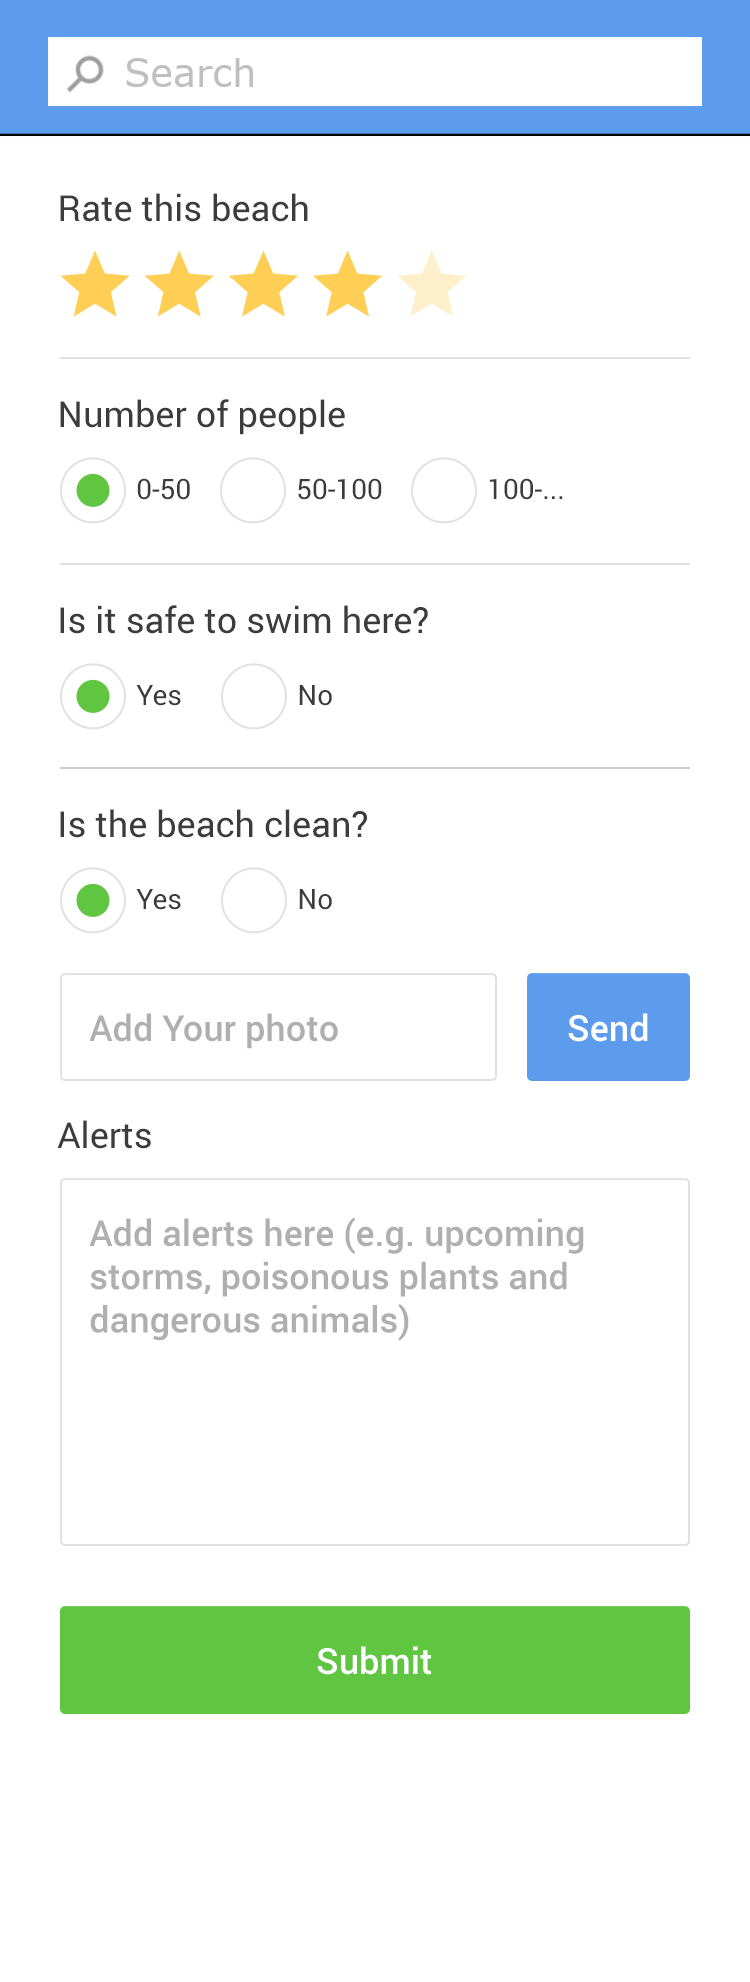 Search
Rate this beach
Number of people
0-50 50-100 100-...
Is it safe to swim here?
Yes No
Is the beach clean?
Yes No
Add Your photo Send
Alerts
Add alerts here (e.g. upcoming
storms, poisonous plants and
dangerous animals)
Submit